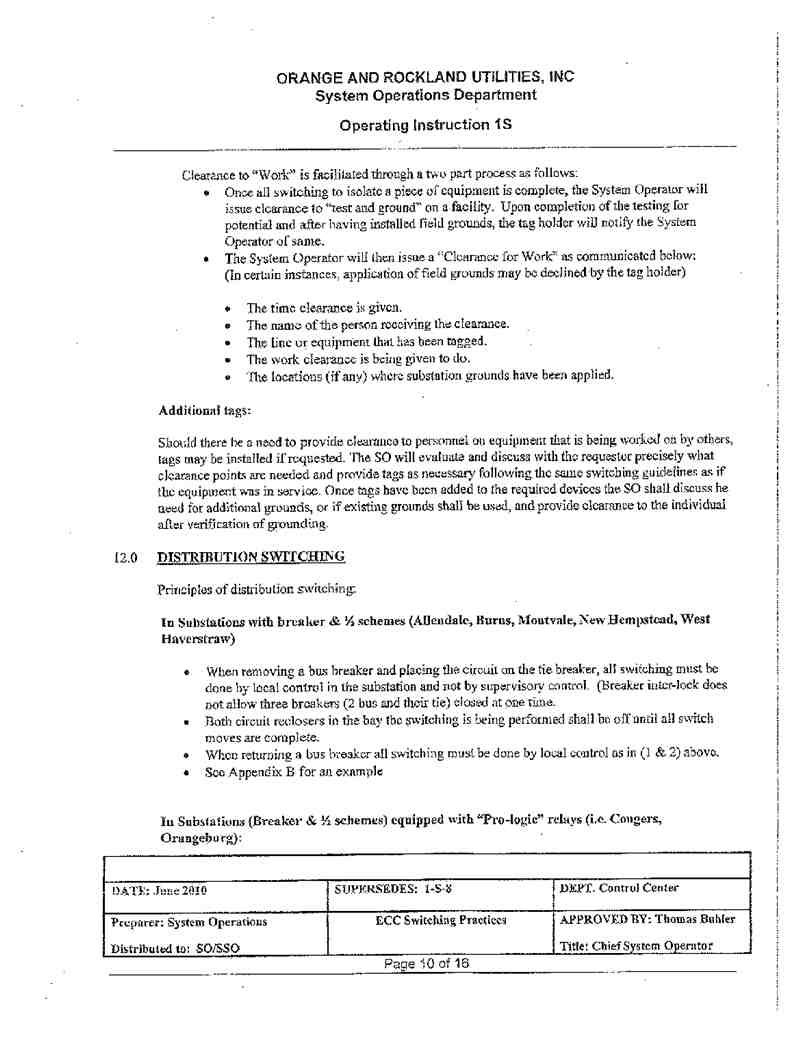 ORANGE AND ROCKLAND UTILITIES, INC
System Operations Department
Operating Instruction 1S
Clearance to "Work" is facilitated through a two part process as follows:
• Once all switching to isolate a piece of equipment is complete, the System Operator will
issue clearance to "test and ground" on a facility. Upon completion of the testing for
potential and after having installed field grounds, the tag holder will notify the System
Operator of same.
• The System Operator will then issue a "Clearance for Work" as communicated below:
(In certain instances, application of field grounds may be declined by the tag holder)
• The time clearance is given.
• The name of the person receiving the clearance.
• The line or equipment that has been tagged.
• The work clearance is being given to do.
• The locations (if any) where substation grounds have been applied.
Additional tags:
Should there be a need to provide clearance to personnel on equipment that is being worked on by others,
tags may be installed if requested. The SO will evaluate and discuss with the requestor precisely what
clearance points are needed and provide tags as necessary following the same switching guidelines as if
the equipment was in service. Once tags have been added to the required devices the SO shall discuss he
need for additional grounds, or if existing grounds shall be used, and provide clearance to the individual
after verification of grounding.
12.0 DISTRIBUTION SWITCHING
Principles of distribution switching:
In Substations with breaker & ½ schemes (Allendale, Burns, Montvale, New Hempstead, West
Haverstraw)
• When removing a bus breaker and placing the circuit on the tie breaker, all switching must be
done by local control in the substation and not by supervisory control. (Breaker inter-lock does
not allow three breakers (2 bus and their tie) closed at one time.
• Both circuit reclosers in the bay the switching is being performed shall be off until all switch
moves are complete.
• When returning a bus breaker all switching must be done by local control as in (1 & 2) above.
• See Appendix B for an example
In Substations (Breaker & ½ schemes) equipped with "Pro-logic" relays (i.e. Congers,
Orangeburg):
DATE: June 2010 SUPERSEDES: 1-S-8 DEPT. Control Center
Preparer: System Operations ECC Switching Practices APPROVED BY: Thomas Buhler
Distributed to: SO/SSO Title: Chief System Operator
Page 10 of 16